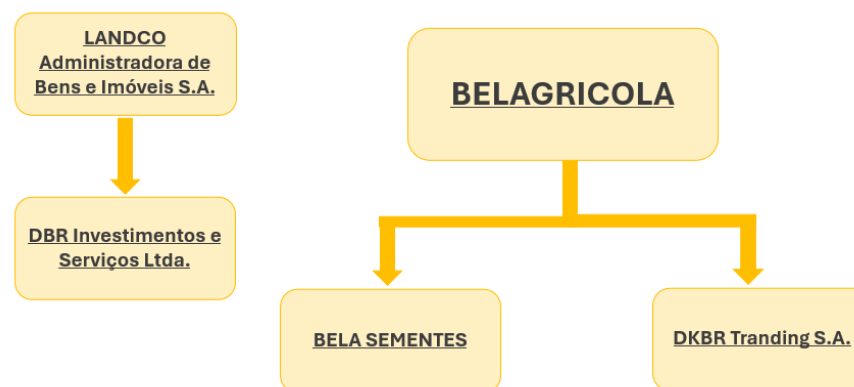 LANDCO
Administradora de
Bens e Imóveis S.A.
BELAGRICOLA
DBR Investimentos e
Serviços Ltda.
BELA SEMENTES
DKBR Tranding S.A.